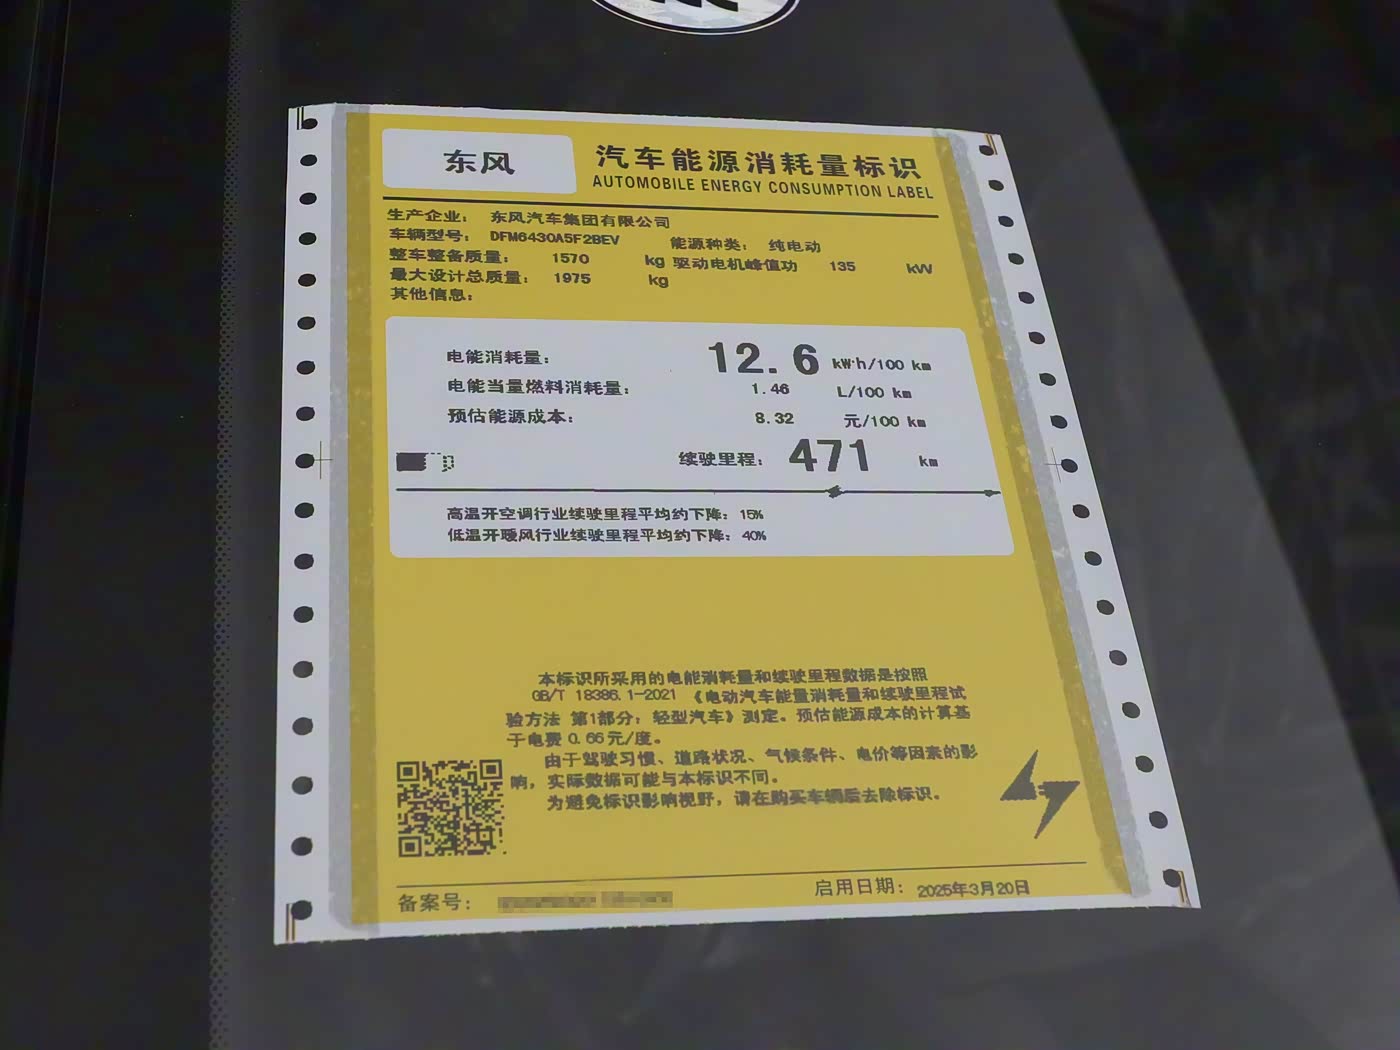 东风
汽车能源消耗量标识
AUTOMOBILE ENERGY CONSUMPTION LABEL
生产企业： 东风汽车集团有限公司
车辆型号： DFM6430A5F2BEV 能源种类： 纯电动
整车整备质量： 1570 kg 驱动电机峰值功 135 kW
最大设计总质量： 1975 kg
其他信息：
电能消耗量： 12.6 kW·h/100 km
电能当量燃料消耗量： 1.46 L/100 km
预估能源成本： 8.32 元/100 km
续驶里程： 471 km
高温开空调行业续驶里程平均约下降： 15%
低温开暖风行业续驶里程平均约下降： 40%
本标识所采用的电能消耗量和续驶里程数据是按照
GB/T 18386.1-2021 《电动汽车能量消耗量和续驶里程试
验方法 第1部分：轻型汽车》测定。预估能源成本的计算基
于电费 0.66 元/度。
由于驾驶习惯、道路状况、气候条件、电价等因素的影
响，实际数据可能与本标识不同。
为避免标识影响视野，请在购买车辆后去除标识。
备案号： 启用日期： 2025年3月20日